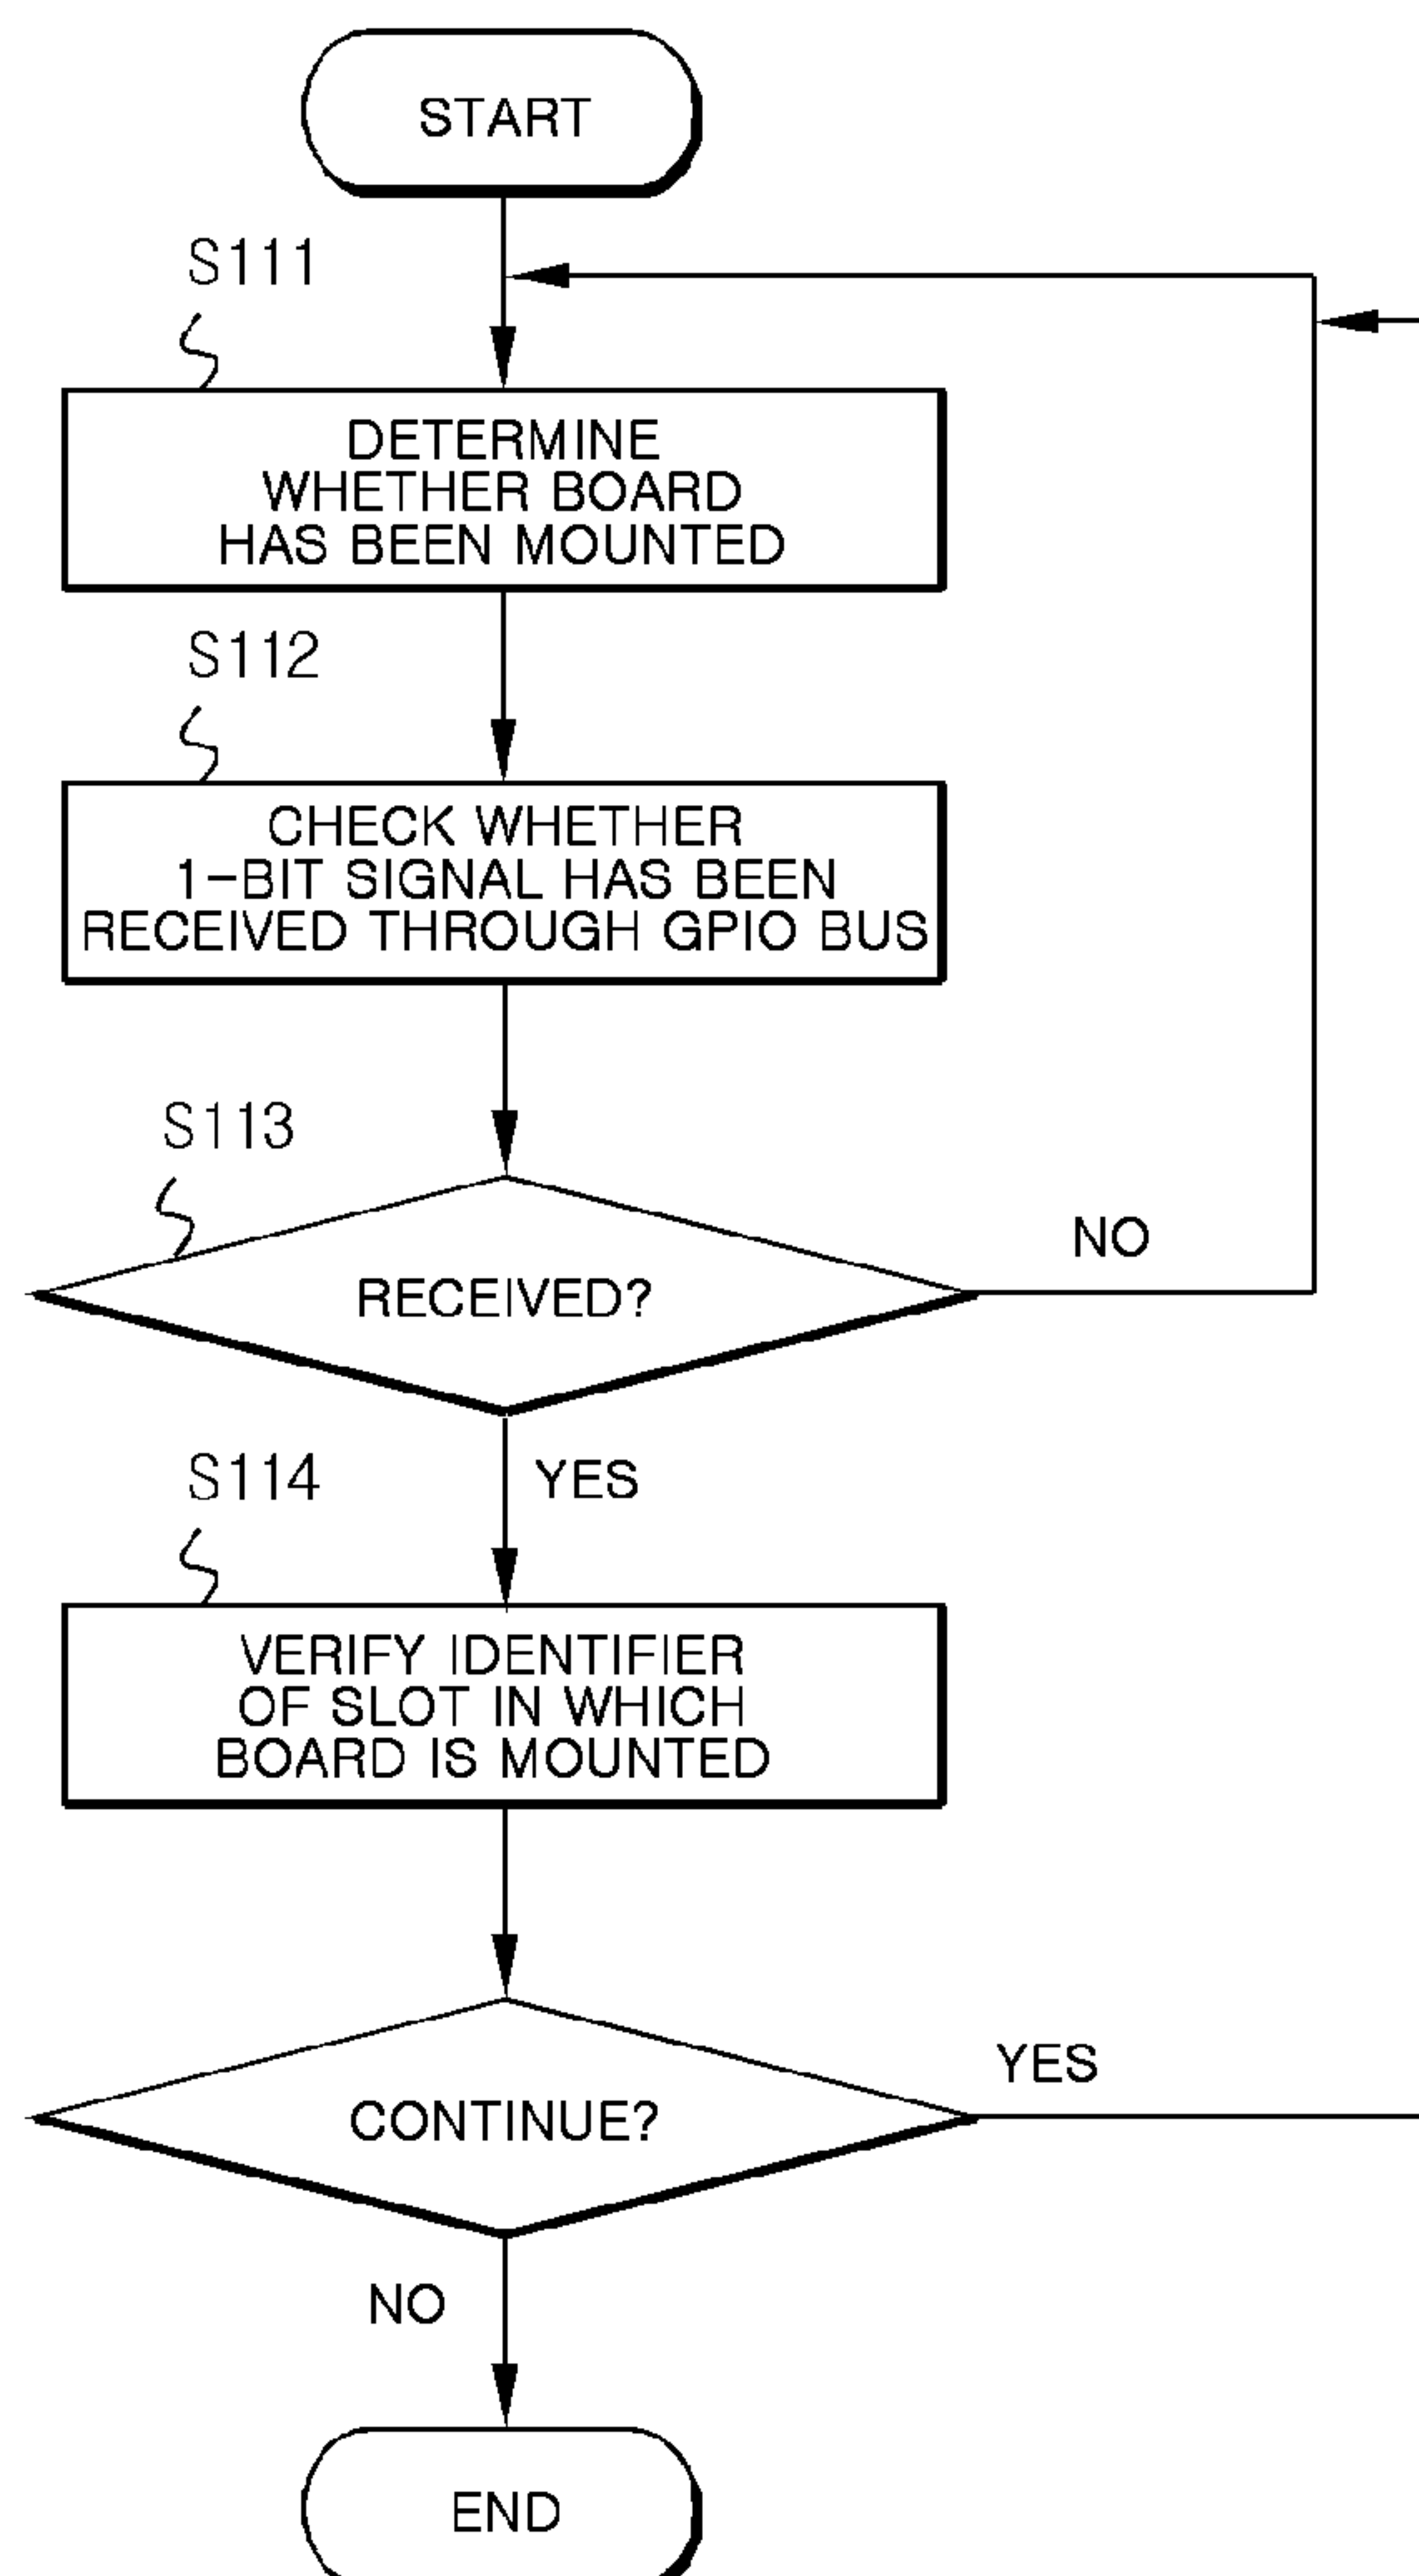 START
S111
DETERMINE
WHETHER BOARD
HAS BEEN MOUNTED
S112
CHECK WHETHER
1-BIT SIGNAL HAS BEEN
RECEIVED THROUGH GPIO BUS
S113
RECEIVED?
NO
YES
S114
VERIFY IDENTIFIER
OF SLOT IN WHICH
BOARD IS MOUNTED
CONTINUE?
YES
NO
END